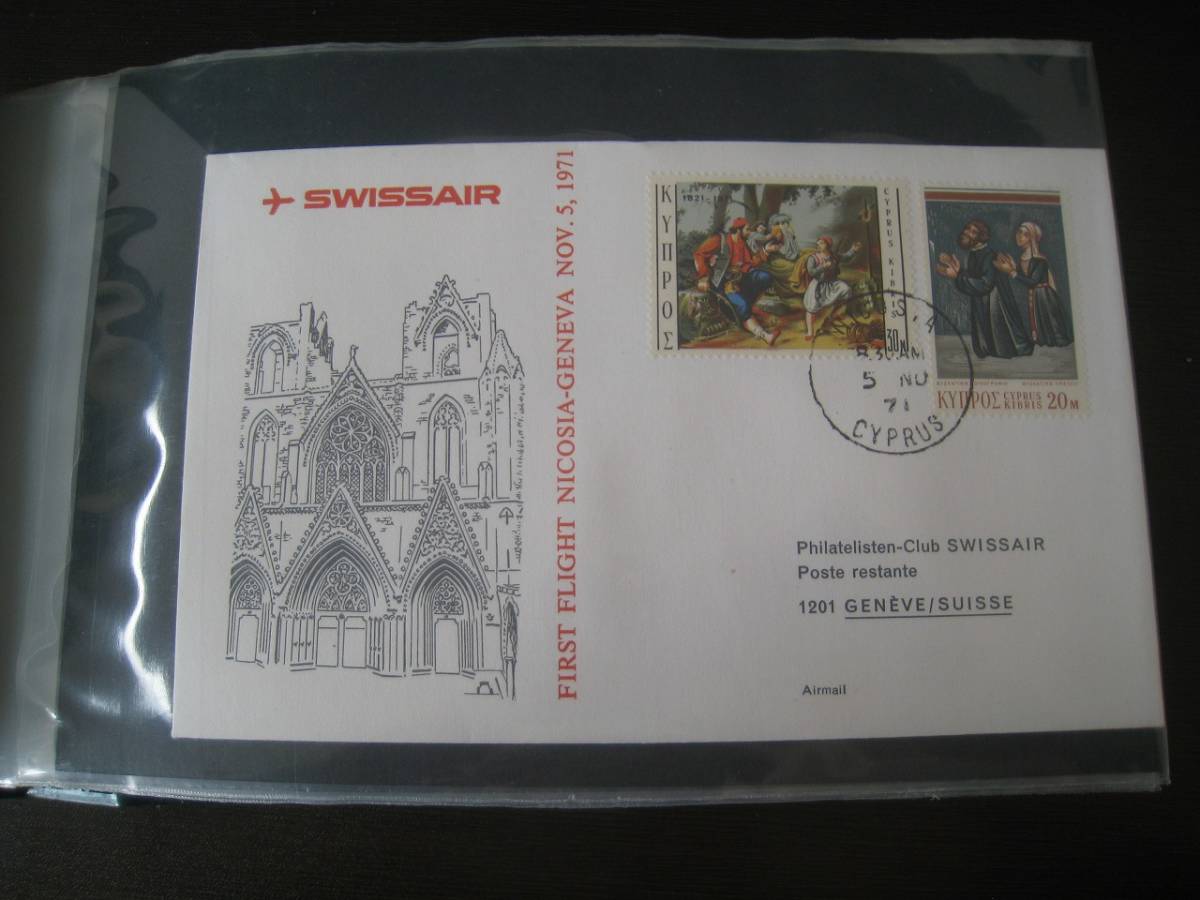 SWISSAIR
FIRST FLIGHT NICOSIA-GENEVA NOV. 5, 1971
ΚΥΠΡΟΣ
1821-
CYPRUS KIBRIS
30M
ΚΥΠΡΟΣ CYPRUS KIBRIS 20M
5 NO
71
CYPRUS
Philatelisten-Club SWISSAIR
Poste restante
1201 GENÈVE/SUISSE
Airmail